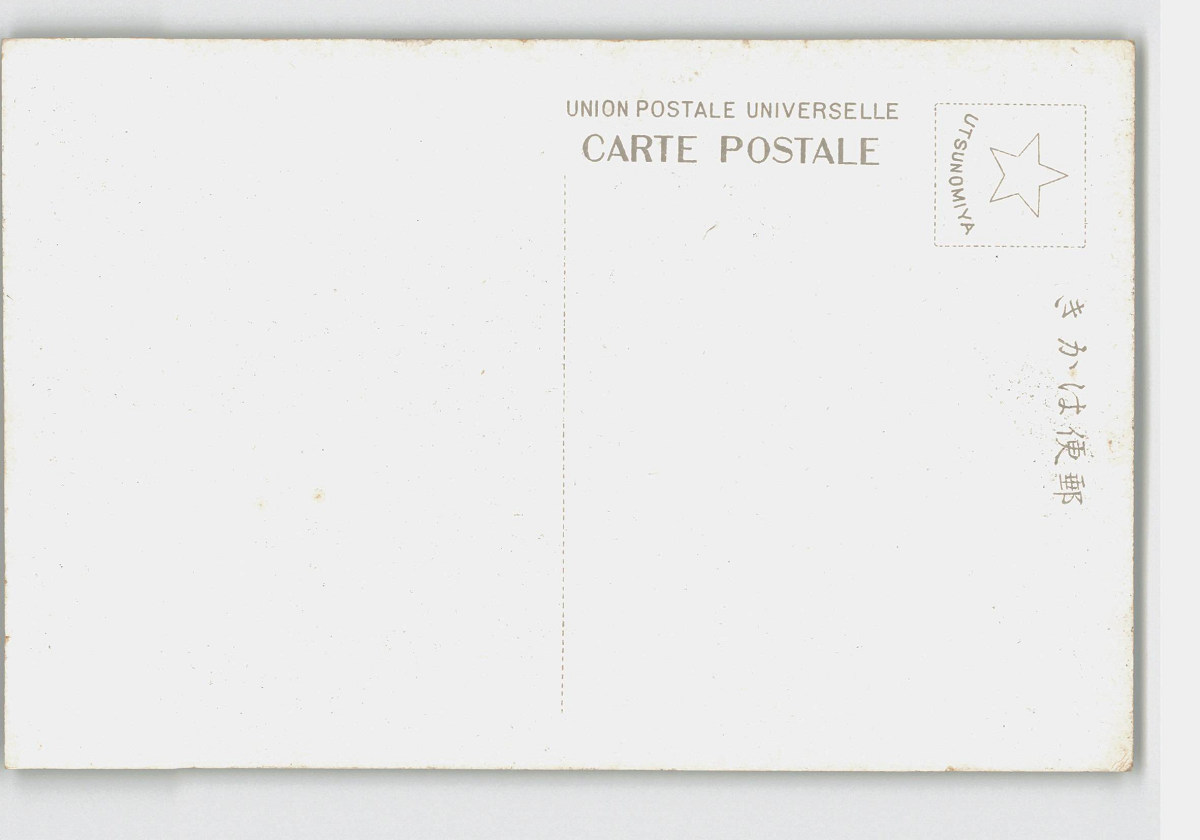 UNION POSTALE UNIVERSELLE
CARTE POSTALE
UTSUNOMIYA
きかは便郵